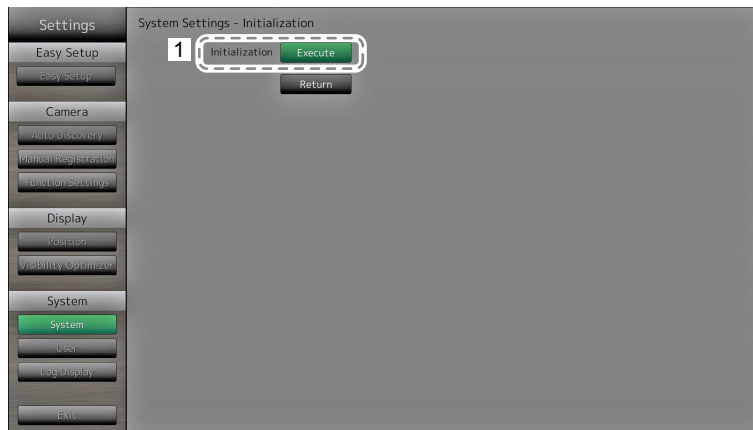 Settings
Easy Setup
Easy Setup
Camera
Auto Discovery
Manual Registration
Function Settings
Display
Position
Visibility Optimizer
System
System
User
Log Display
Exit
System Settings - Initialization
1
Initialization Execute
Return